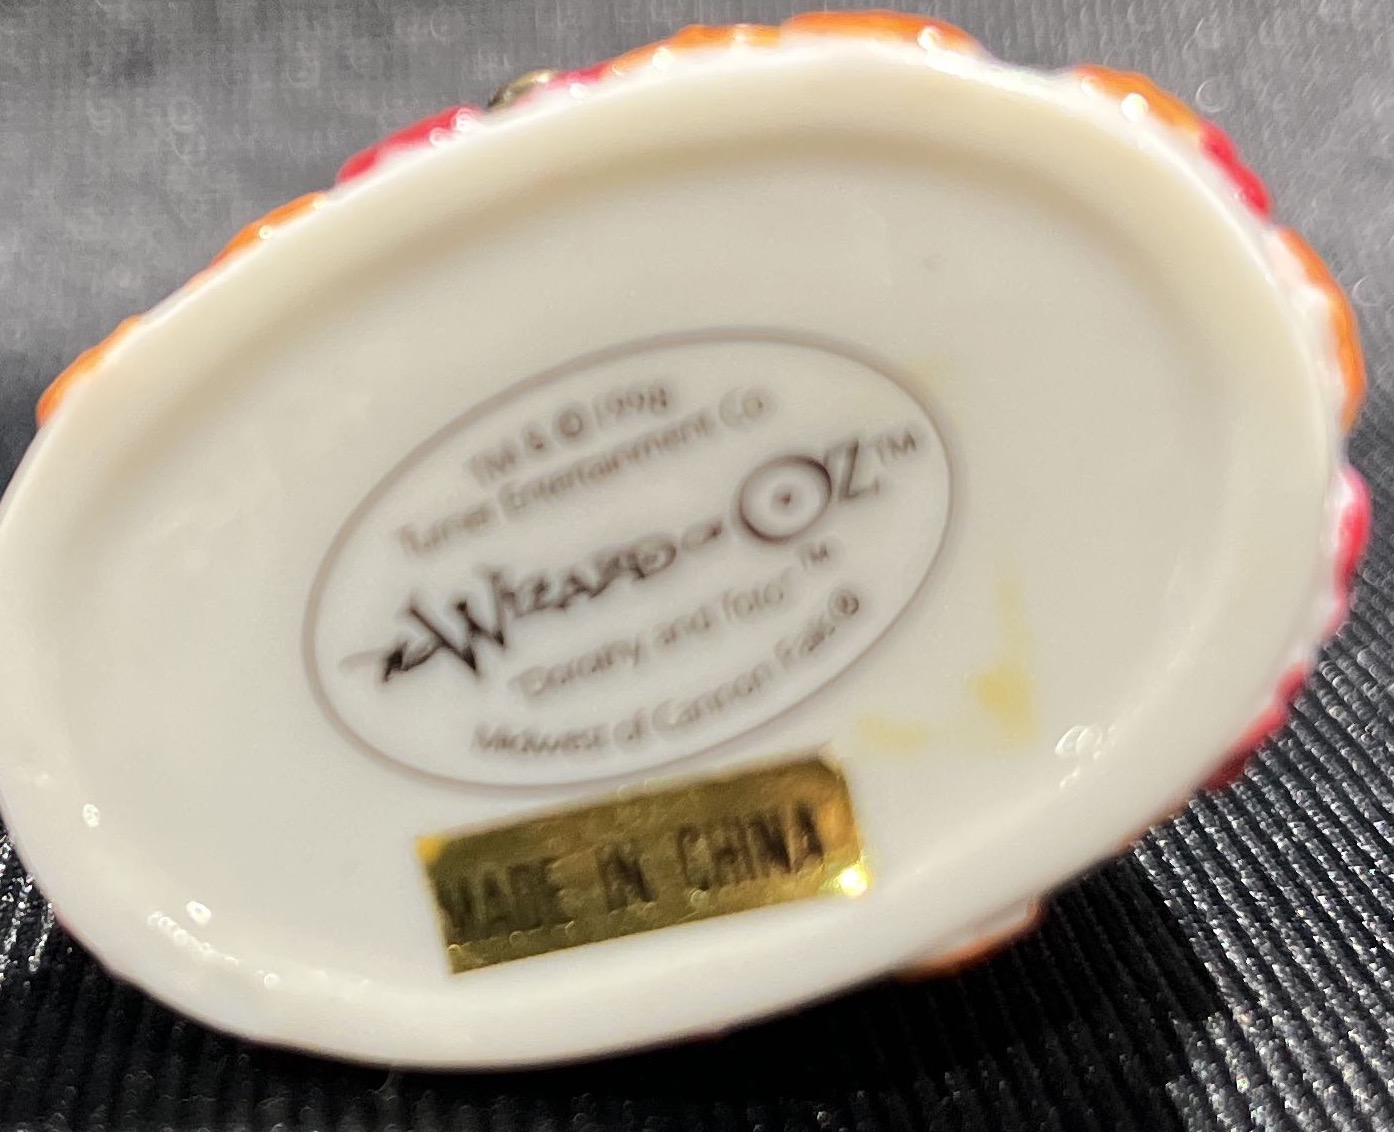 TM & © 1998
Turner Entertainment Co
THE WIZARD OF OZ™
"Dorothy and Toto"™
Midwest of Cannon Falls®
MADE IN CHINA